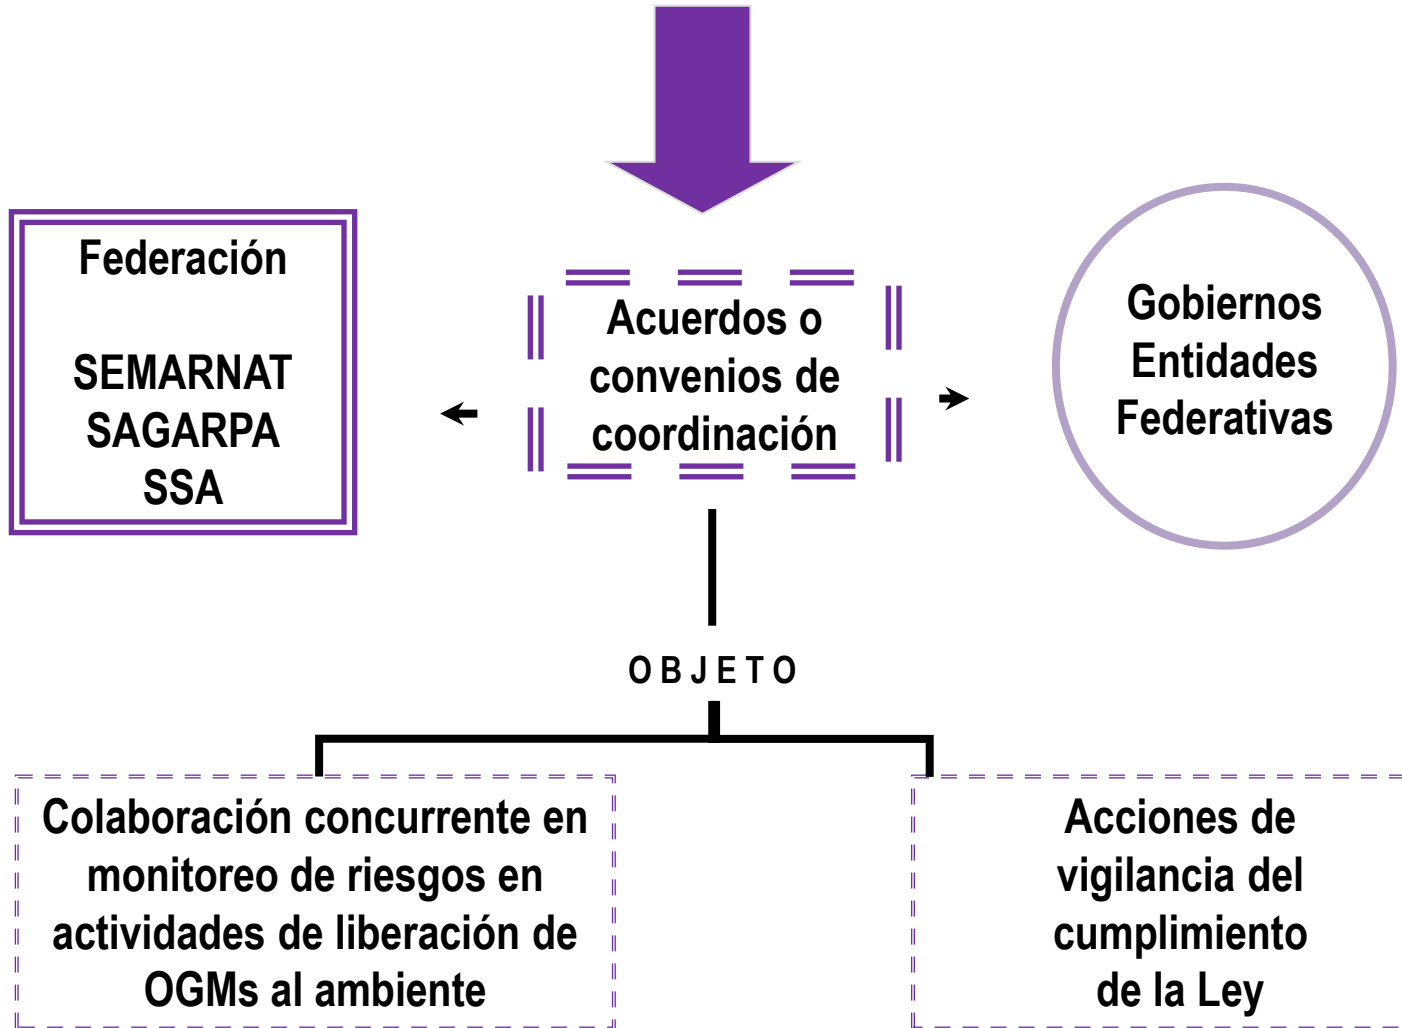 Federación
SEMARNAT
SAGARPA
SSA
Acuerdos o
convenios de
coordinación
Gobiernos
Entidades
Federativas
O B J E T O
Colaboración concurrente en
monitoreo de riesgos en
actividades de liberación de
OGMs al ambiente
Acciones de
vigilancia del
cumplimiento
de la Ley